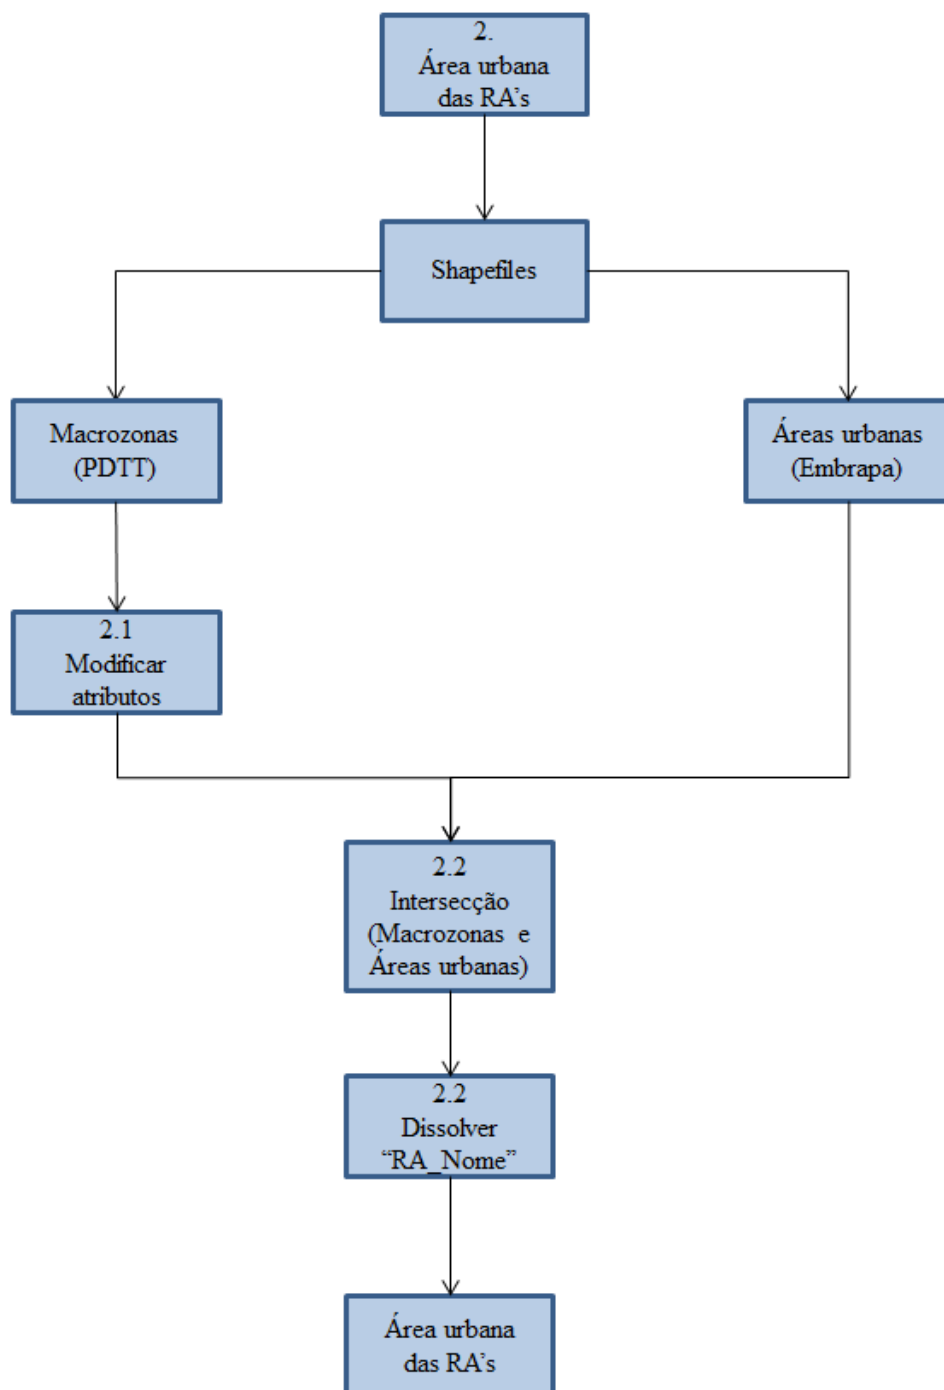 2.
Área urbana
das RA’s
Shapefiles
Macrozonas
(PDTT)
Áreas urbanas
(Embrapa)
2.1
Modificar
atributos
2.2
Intersecção
(Macrozonas e
Áreas urbanas)
2.2
Dissolver
“RA_Nome”
Área urbana
das RA’s